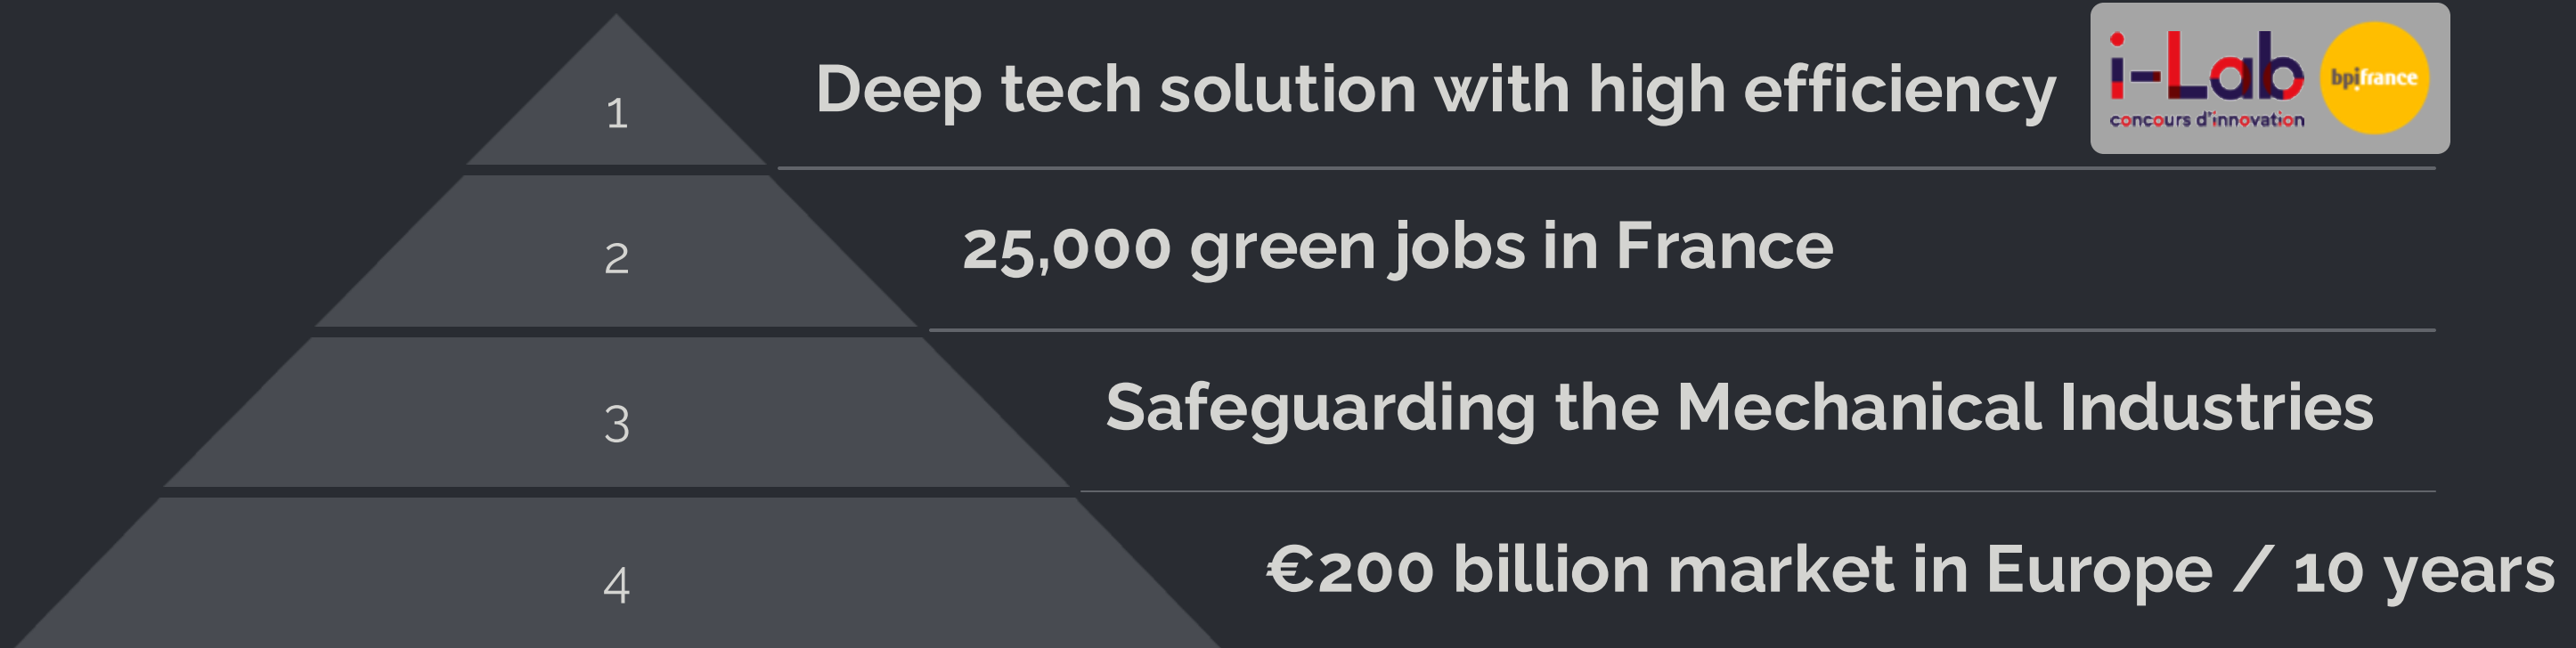 1
Deep tech solution with high efficiency
i-Lab
concours d'innovation
bpifrance
2
25,000 green jobs in France
3
Safeguarding the Mechanical Industries
4
€200 billion market in Europe / 10 years